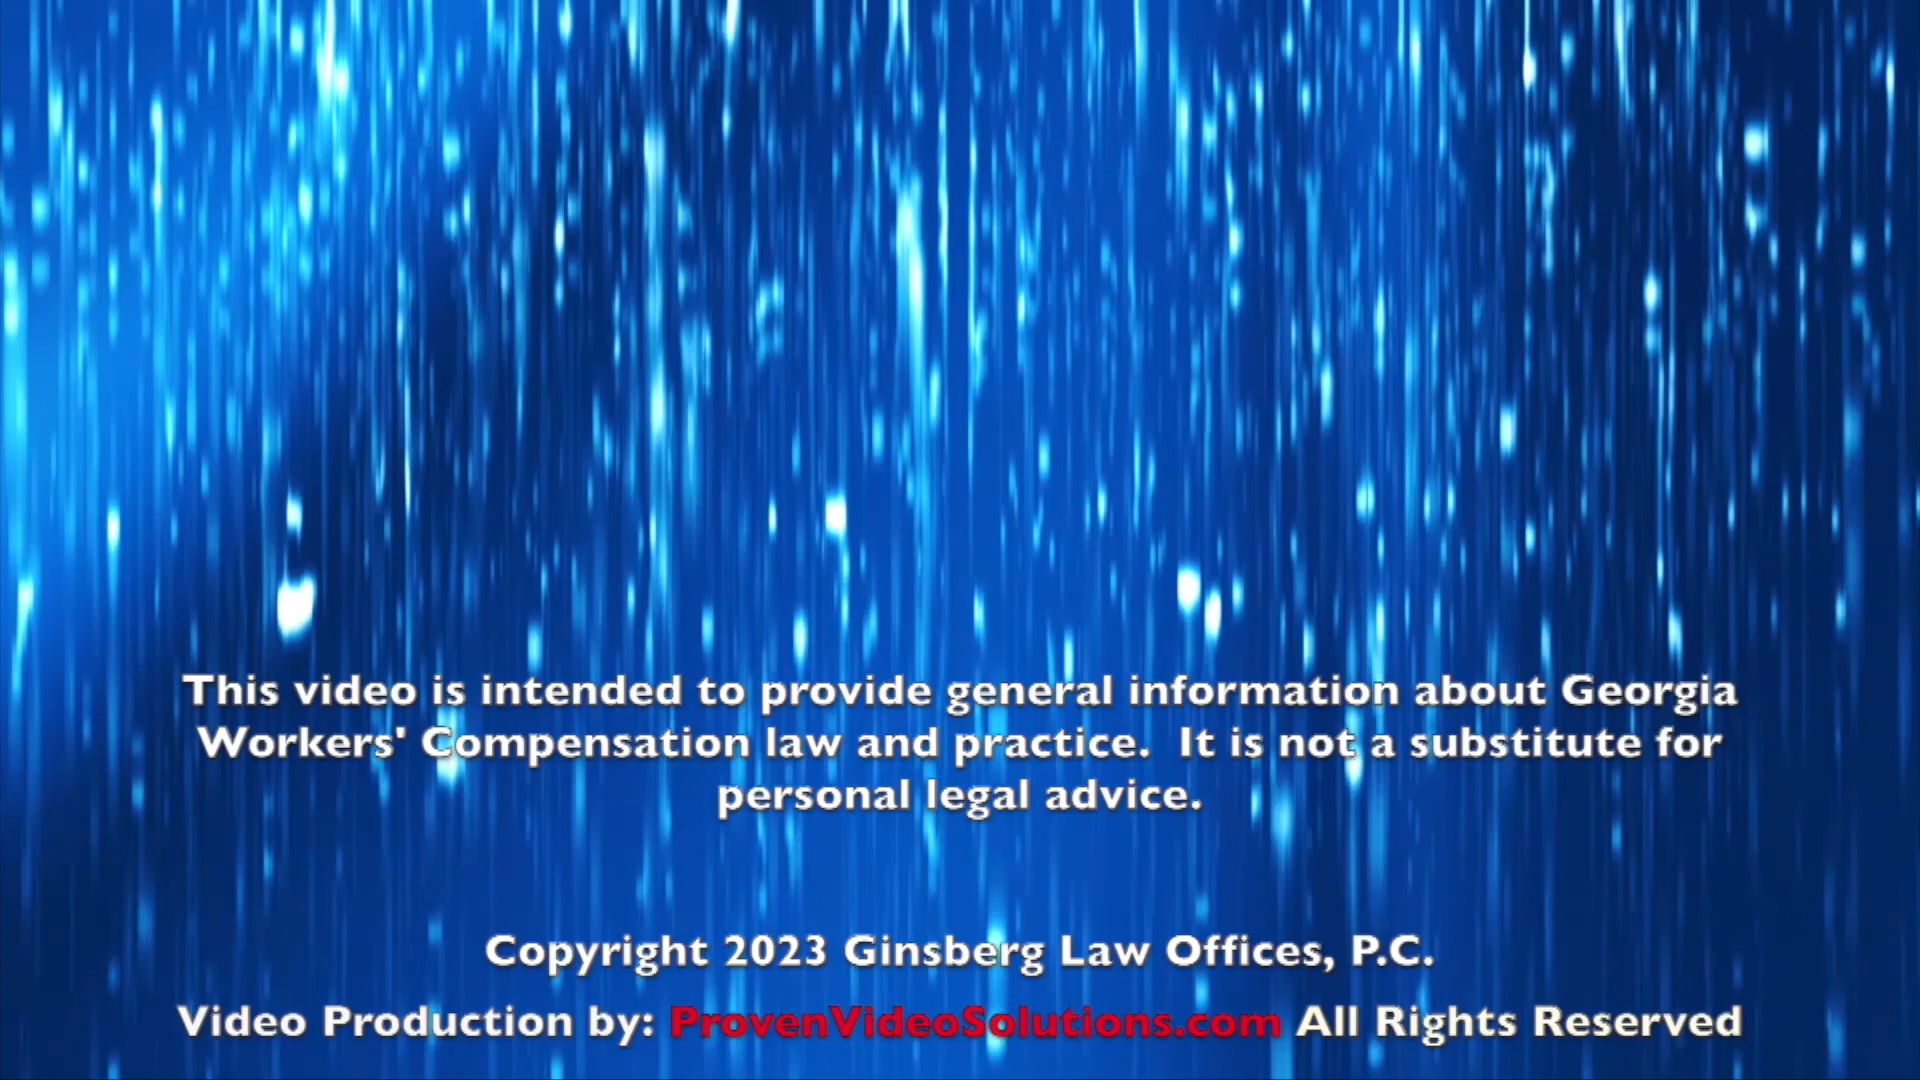 This video is intended to provide general information about Georgia
Workers' Compensation law and practice.  It is not a substitute for
personal legal advice.
Copyright 2023 Ginsberg Law Offices, P.C.
Video Production by: ProvenVideoSolutions.com All Rights Reserved